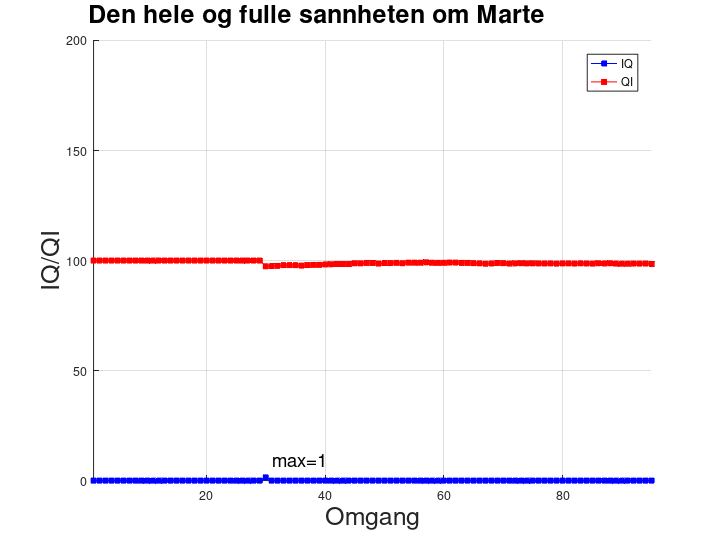 Den hele og fulle sannheten om Marte
200
IQ
QI
150
IQ/QI
100
50
max=1
0
20 40 60 80
Omgang